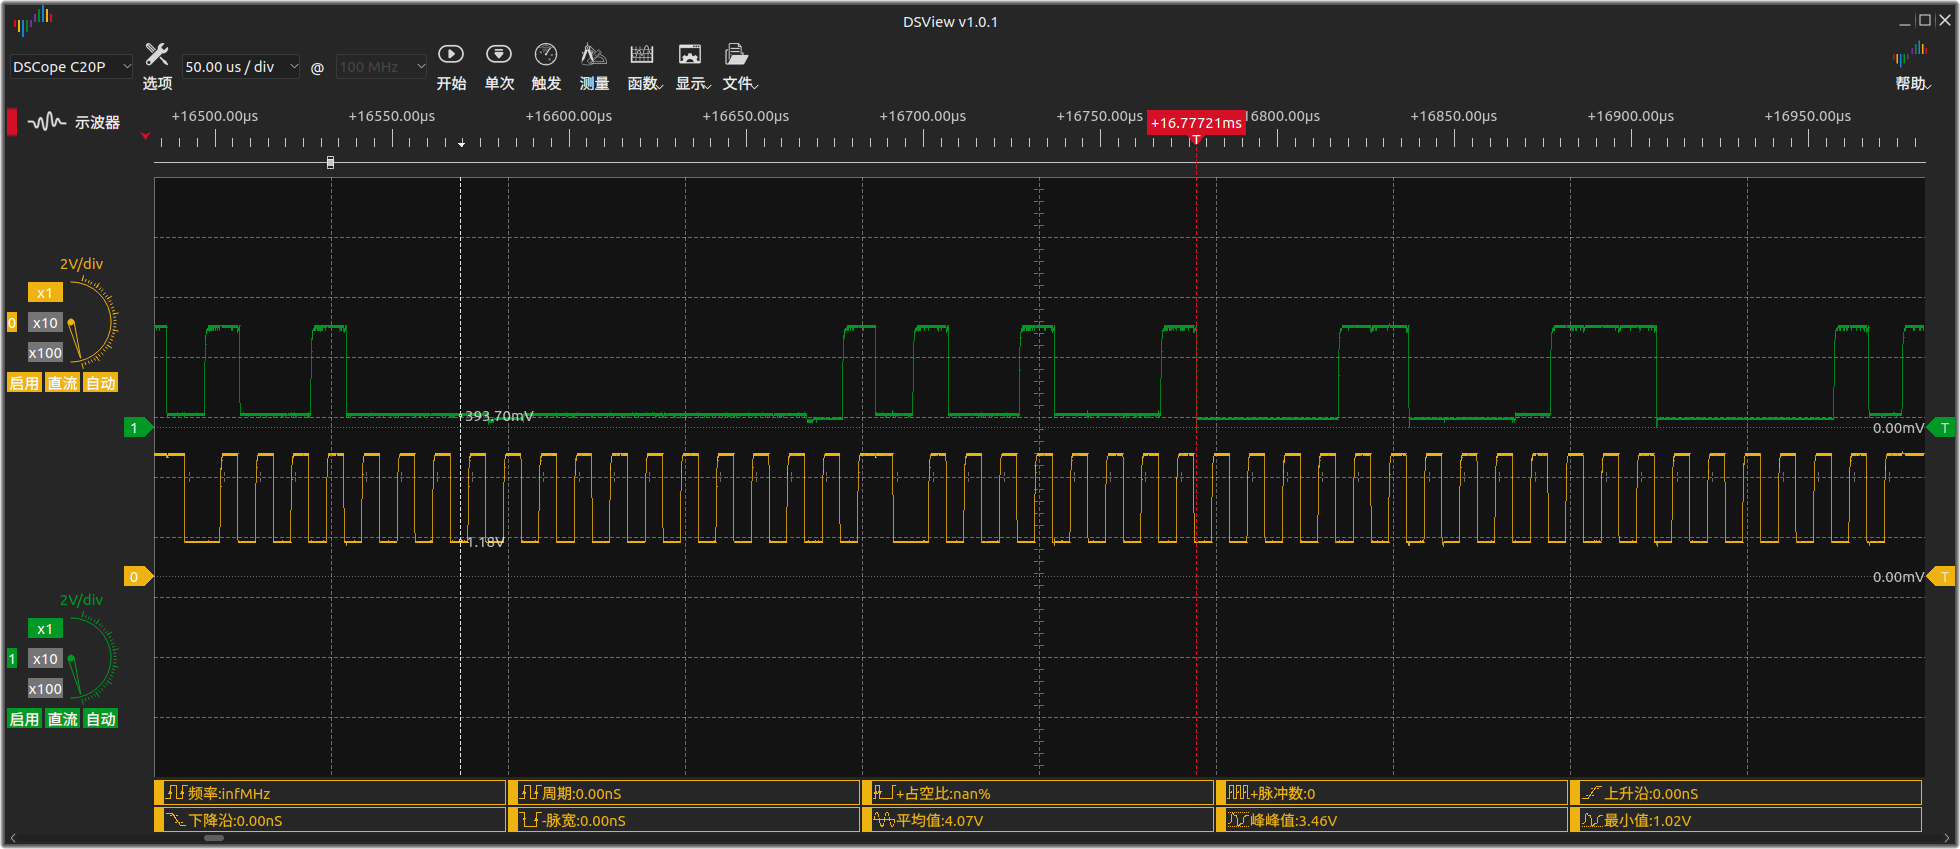 DSView v1.0.1
DSCope C20P
选项
50.00 us / div
@
100 MHz
开始
单次
触发
测量
函数
显示
文件
帮助
示波器
+16500.00µs +16550.00µs +16600.00µs +16650.00µs +16700.00µs +16750.00µs +16.77721ms 16800.00µs +16850.00µs +16900.00µs +16950.00µs
T
2V/div
x1
0 x10
x100
启用 直流 自动
393.70mV
1
0.00mV T
1.18V
0
0.00mV T
2V/div
x1
1 x10
x100
启用 直流 自动
频率:infMHz 周期:0.00nS +占空比:nan% +脉冲数:0 上升沿:0.00nS
下降沿:0.00nS -脉宽:0.00nS 平均值:4.07V 峰峰值:3.46V 最小值:1.02V